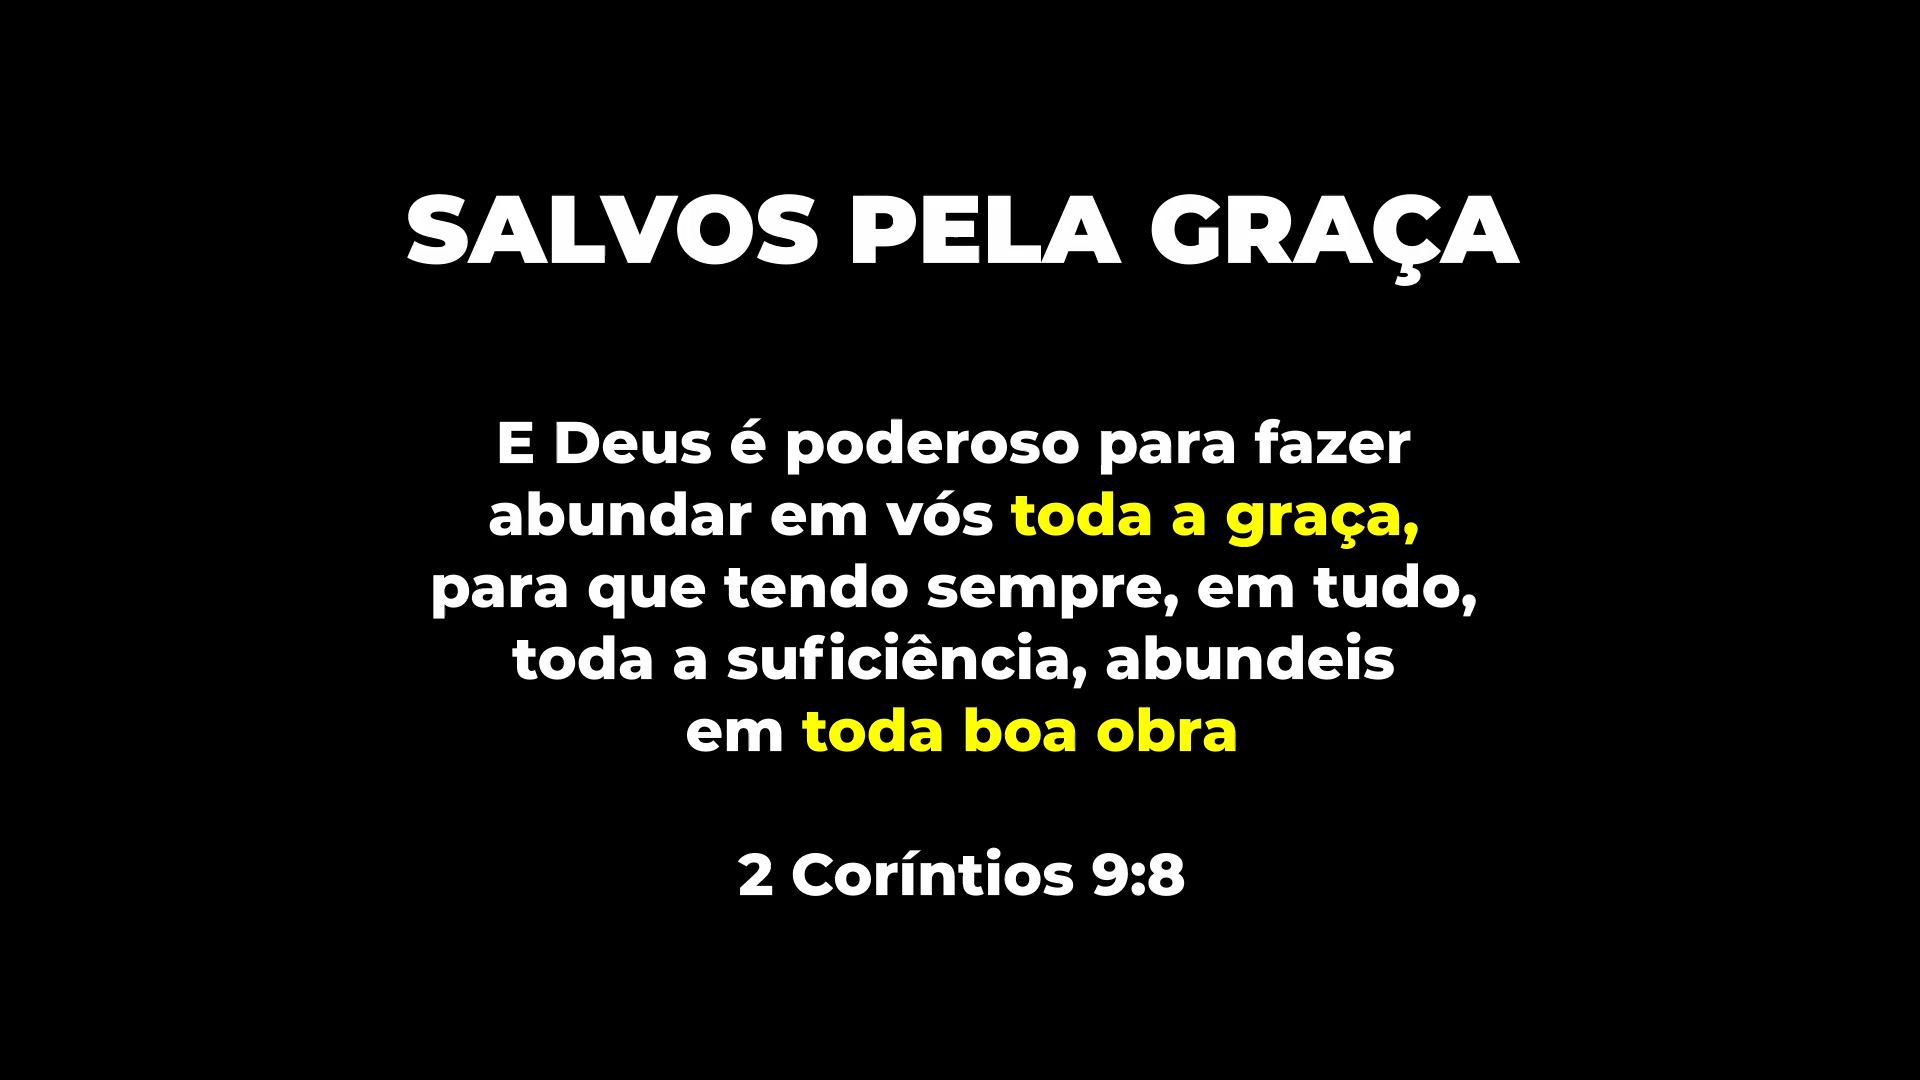 SALVOS PELA GRAÇA
E Deus é poderoso para fazer
abundar em vós toda a graça,
para que tendo sempre, em tudo,
toda a suficiência, abundeis
em toda boa obra
2 Coríntios 9:8